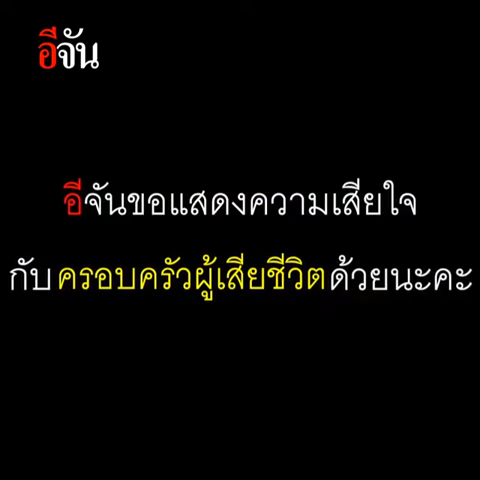 อีจัน
อีจันขอแสดงความเสียใจ
กับครอบครัวผู้เสียชีวิตด้วยนะคะ